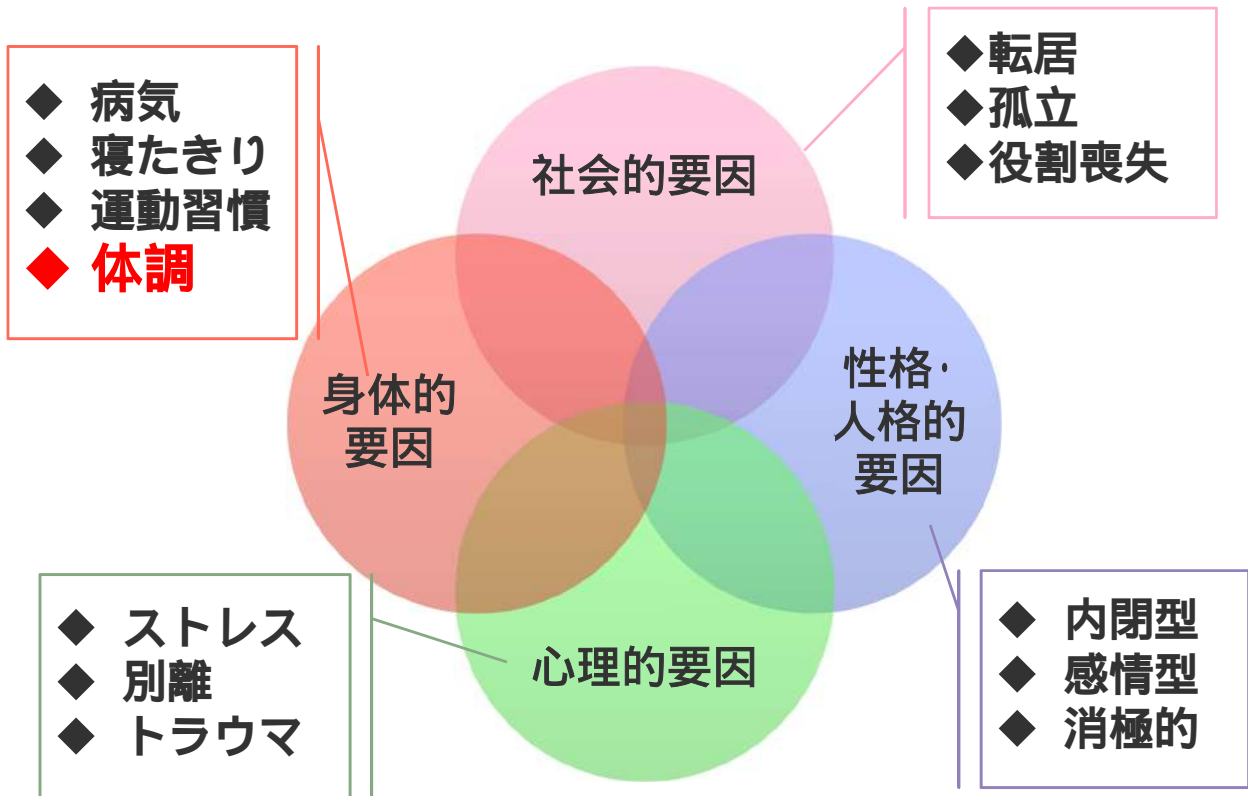 ◆ 病気
◆ 寝たきり
◆ 運動習慣
◆ 体調
◆転居
◆孤立
◆役割喪失
社会的要因
身体的
要因
性格・
人格的
要因
心理的要因
◆ ストレス
◆ 別離
◆ トラウマ
◆ 内閉型
◆ 感情型
◆ 消極的